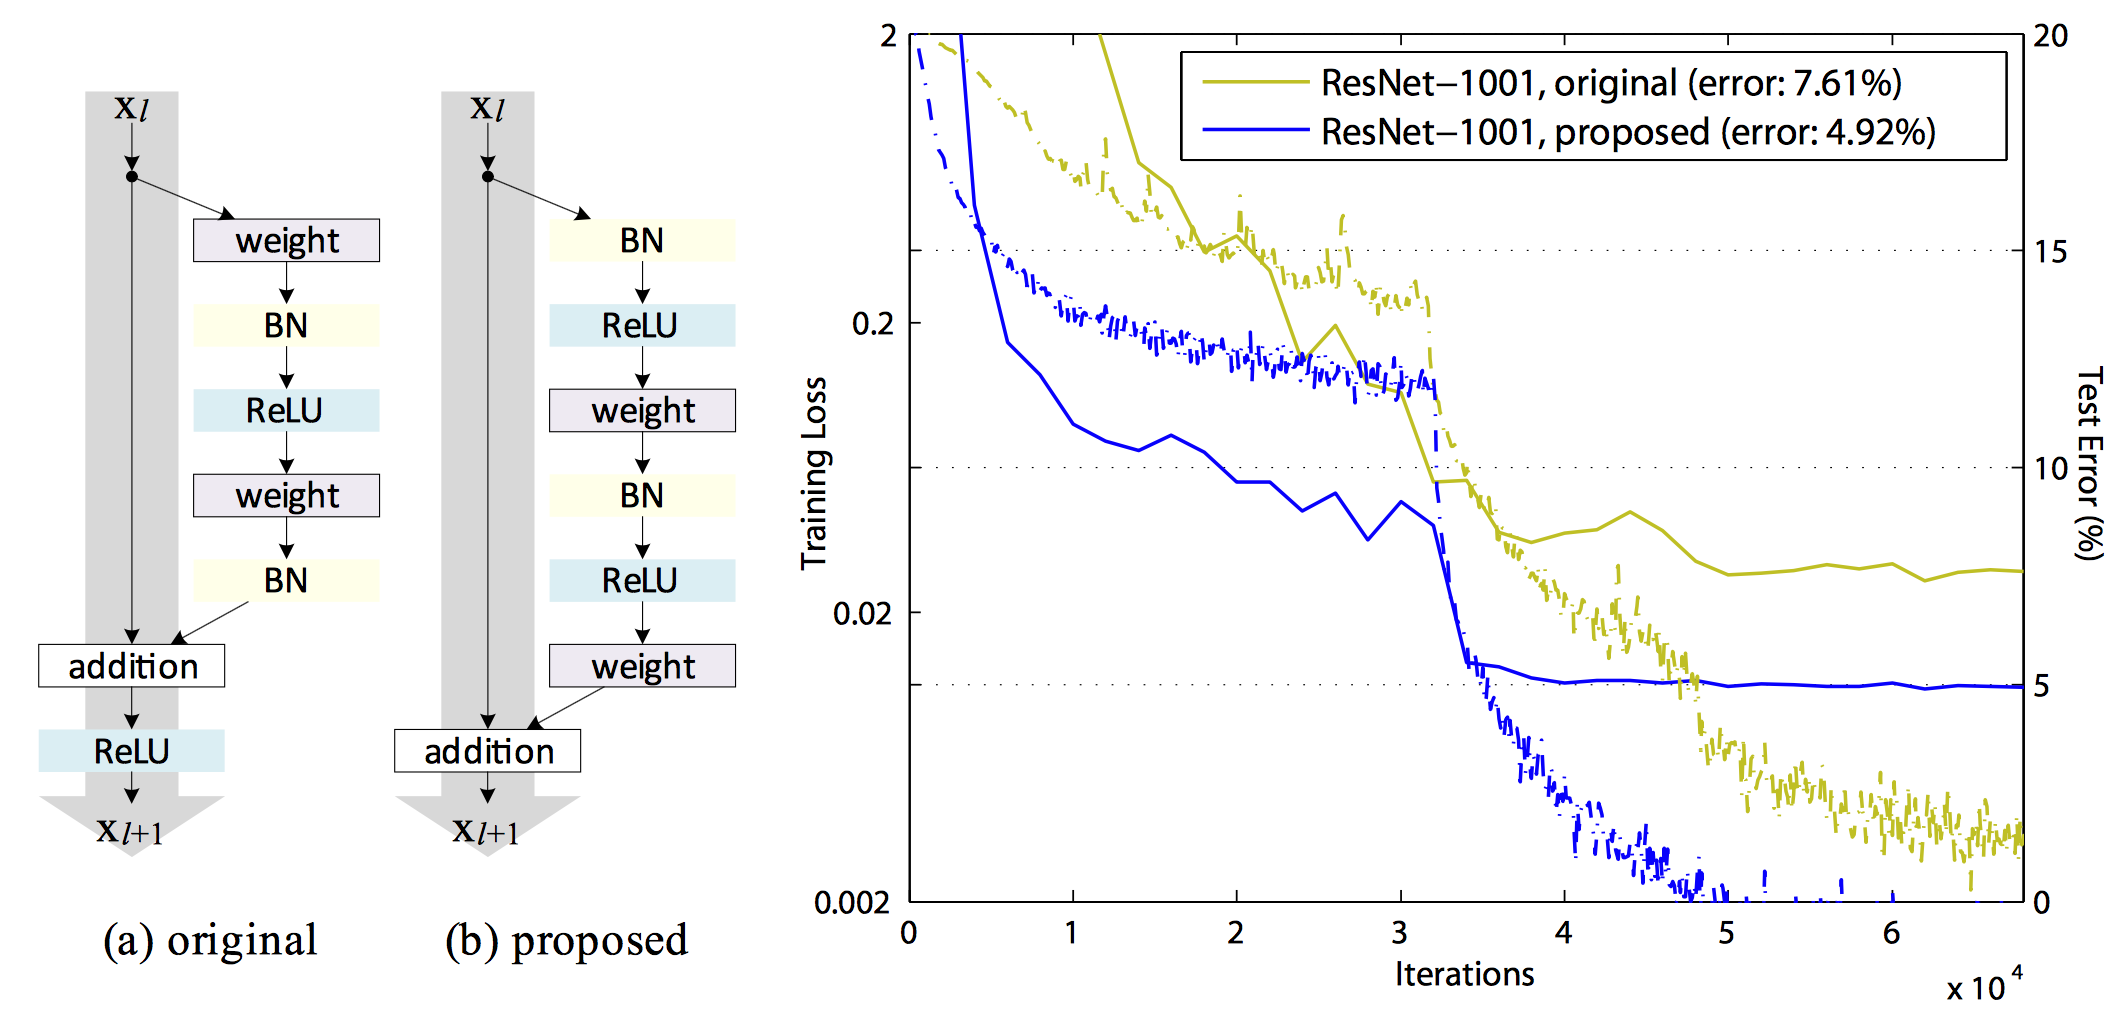 x_l
weight
BN
ReLU
weight
BN
addition
ReLU
x_{l+1}
(a) original
x_l
BN
ReLU
weight
BN
ReLU
weight
addition
x_{l+1}
(b) proposed
ResNet−1001, original (error: 7.61%)
ResNet−1001, proposed (error: 4.92%)
Training Loss
2
0.2
0.02
0.002
Test Error (%)
20
15
10
5
0
0 1 2 3 4 5 6
Iterations
x 10^4